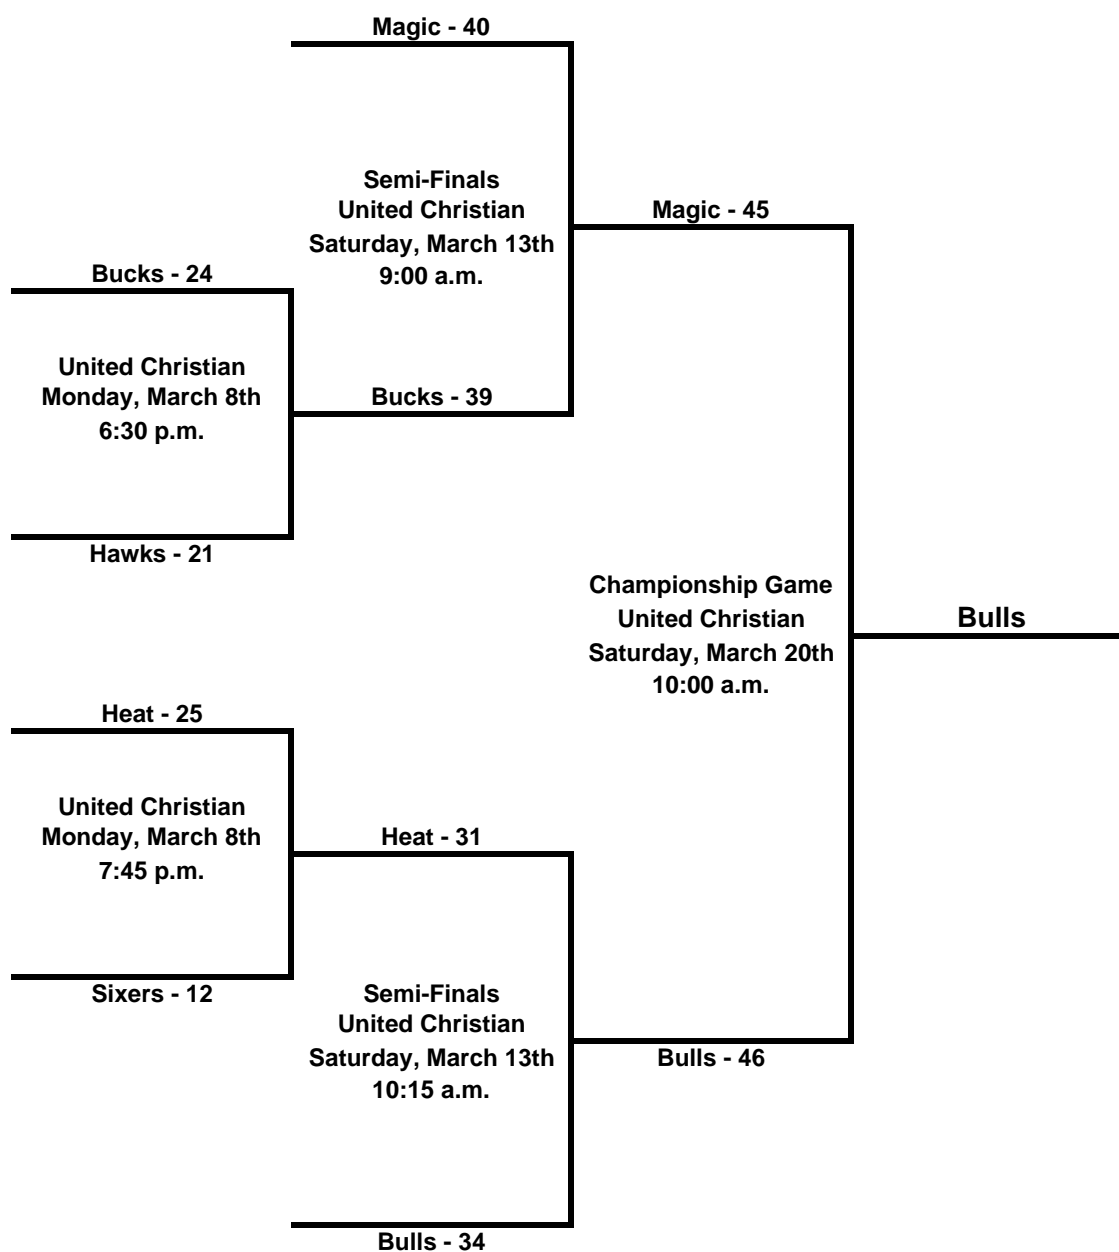 Magic - 40
Semi-Finals
United Christian
Saturday, March 13th
9:00 a.m.
Magic - 45
Bucks - 24
United Christian
Monday, March 8th
6:30 p.m.
Bucks - 39
Hawks - 21
Championship Game
United Christian
Saturday, March 20th
10:00 a.m.
Bulls
Heat - 25
United Christian
Monday, March 8th
7:45 p.m.
Heat - 31
Sixers - 12
Semi-Finals
United Christian
Saturday, March 13th
10:15 a.m.
Bulls - 46
Bulls - 34